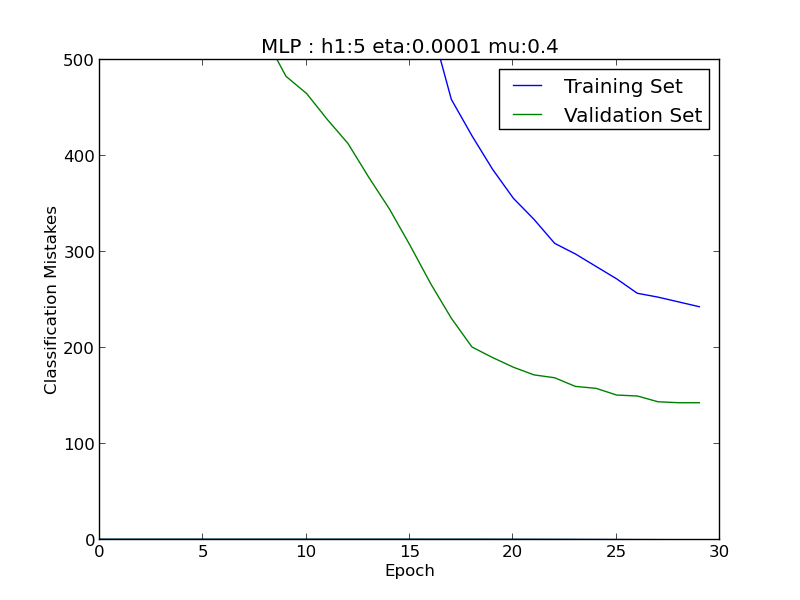 MLP : h1:5 eta:0.0001 mu:0.4
500
400
300
200
100
0
Classification Mistakes
Training Set
Validation Set
0 5 10 15 20 25 30
Epoch